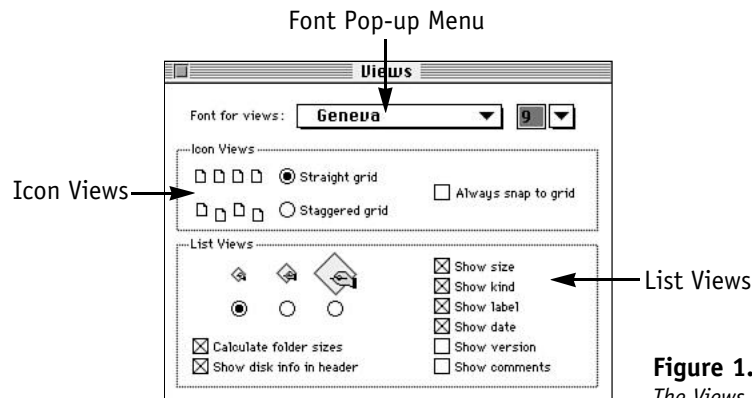 Font Pop-up Menu
Views
Font for views: Geneva 9
Icon Views
Straight grid
Always snap to grid
Staggered grid
Icon Views
List Views
Show size
Show kind
Show label
Show date
Show version
Show comments
Calculate folder sizes
Show disk info in header
List Views
Figure 1.
The Views